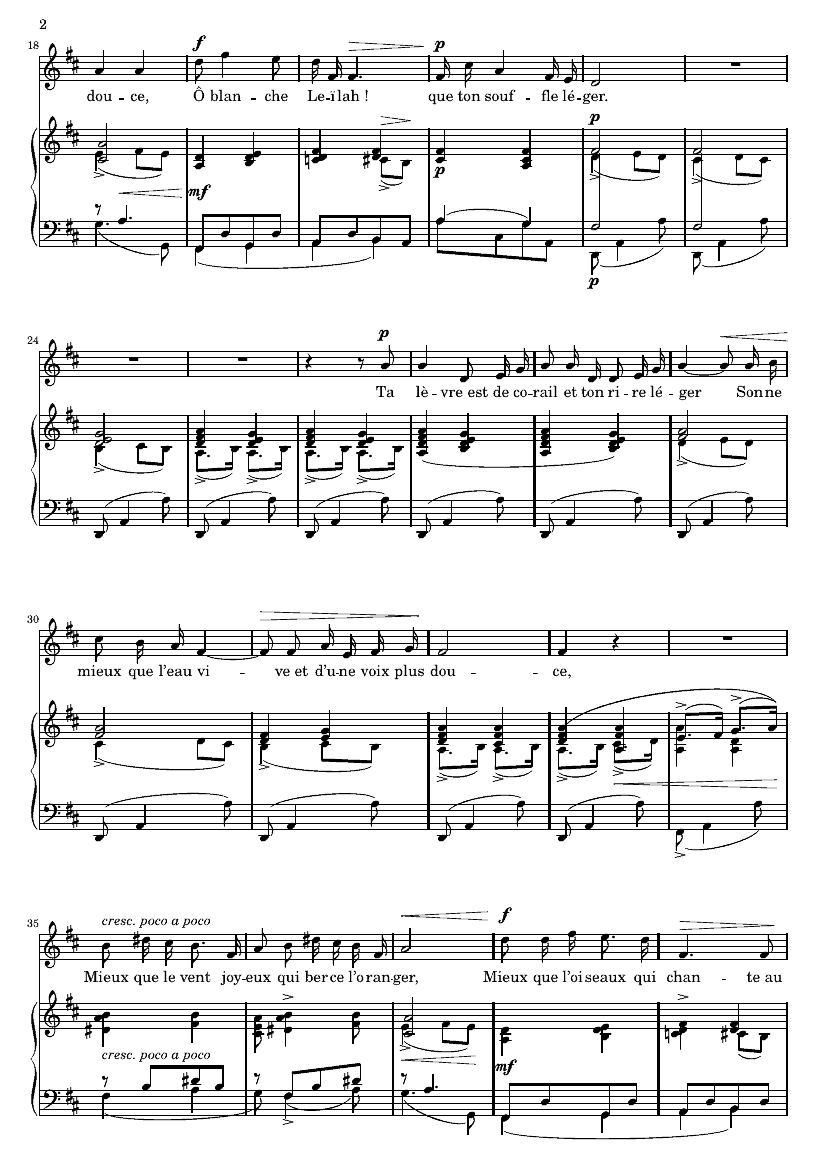 2
18
f
p
dou -- ce, Ô blan -- che Le-ïlah ! que ton souf -- fle lé-ger.
p
mf
p
p
24
p
Ta lè -- vre est de co-rail et ton ri -- re lé -- ger Sonne
30
mieux que l'eau vi -- ve et d'u-ne voix plus dou -- ce,
35
cresc. poco a poco
f
Mieux que le vent joy-eux qui ber-ce l'o-ran-ger, Mieux que l'oi seaux qui chan -- te au
cresc. poco a poco
mf